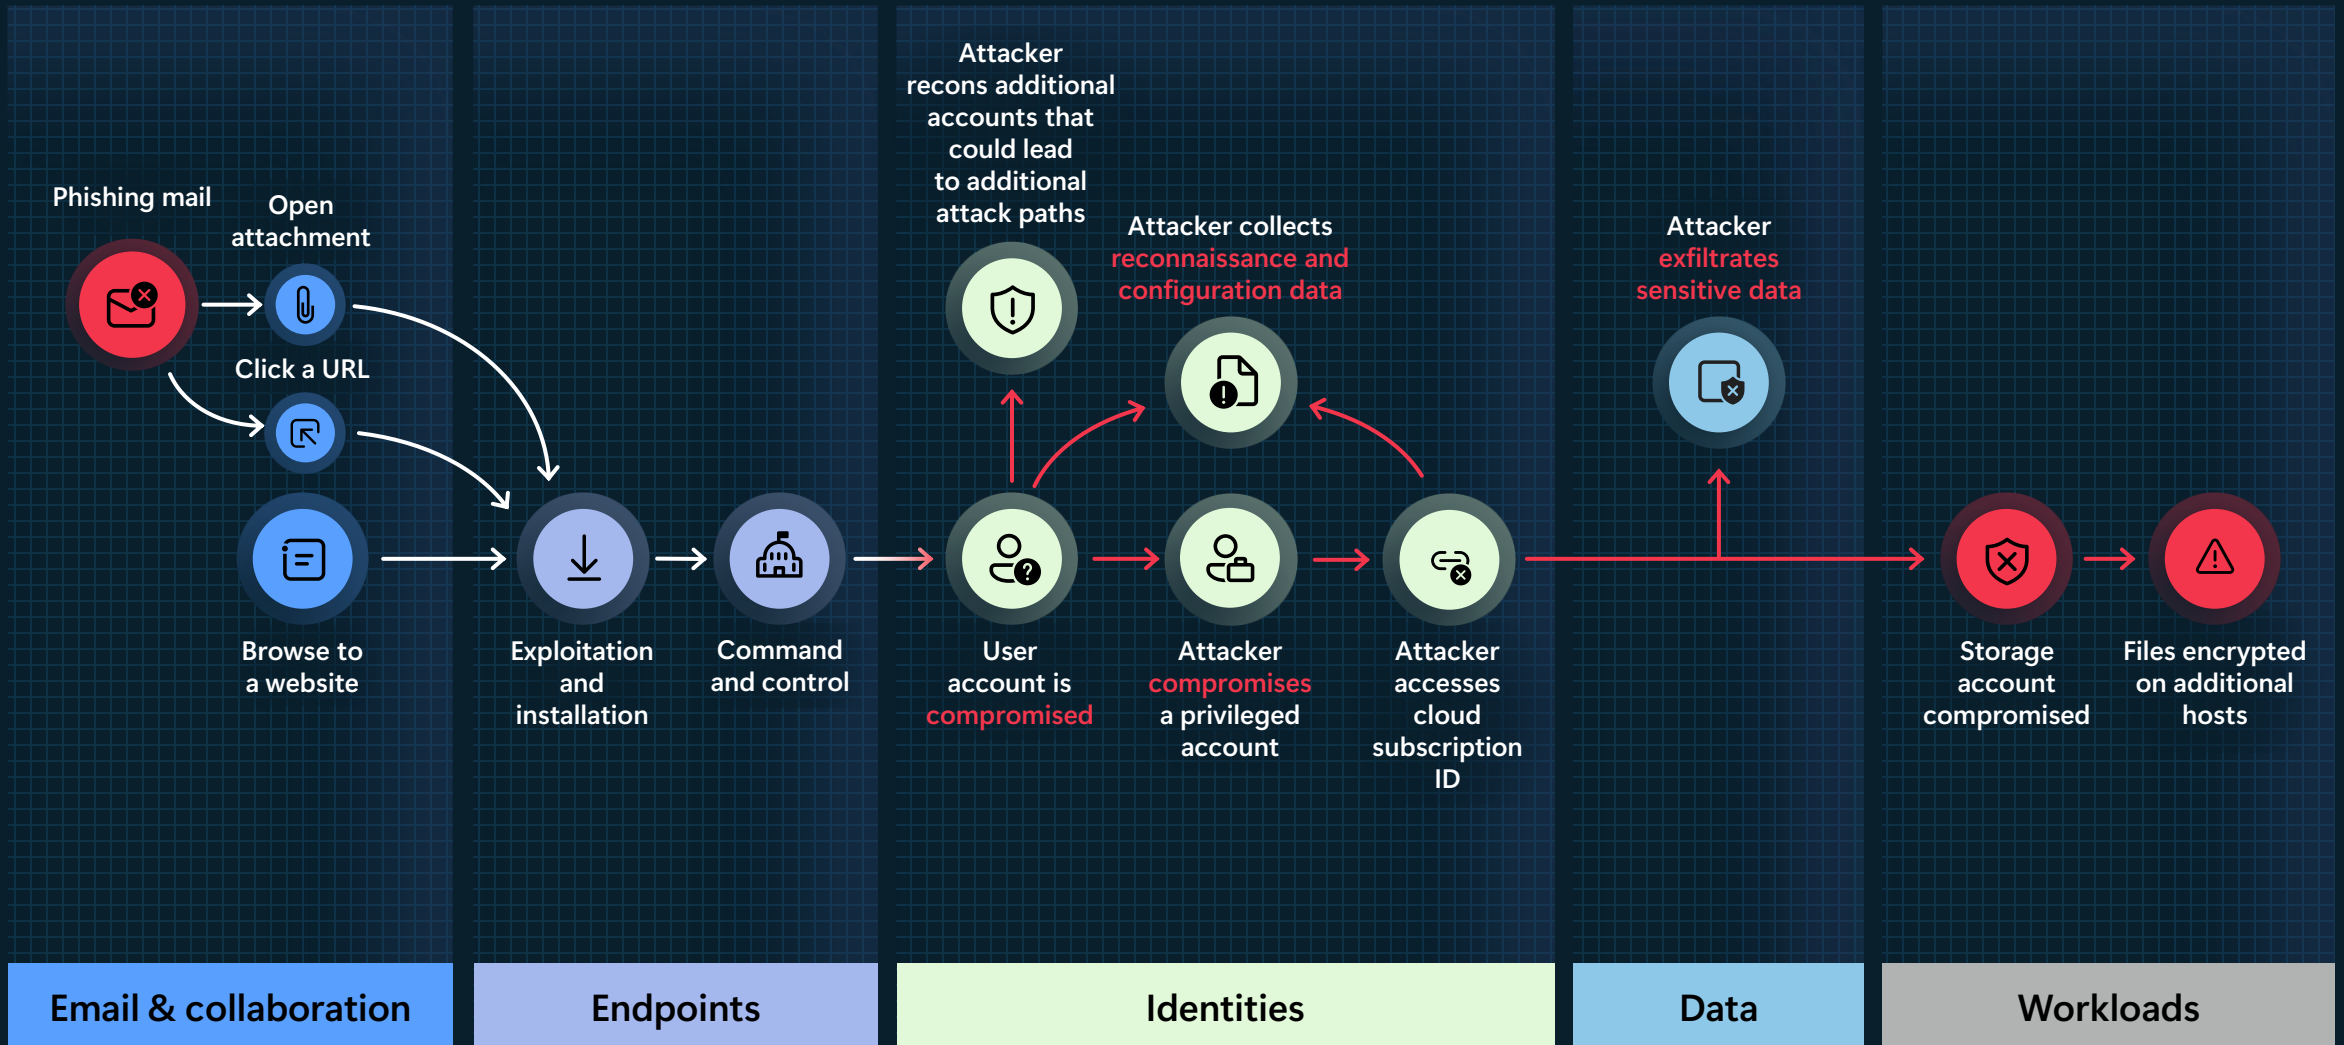 Phishing mail
Open
attachment
Click a URL
Browse to
a website
Exploitation
and
installation
Command
and control
Attacker
recons additional
accounts that
could lead
to additional
attack paths
Attacker collects
reconnaissance and
configuration data
User
account is
compromised
Attacker
compromises
a privileged
account
Attacker
accesses
cloud
subscription
ID
Attacker
exfiltrates
sensitive data
Storage
account
compromised
Files encrypted
on additional
hosts
Email & collaboration
Endpoints
Identities
Data
Workloads